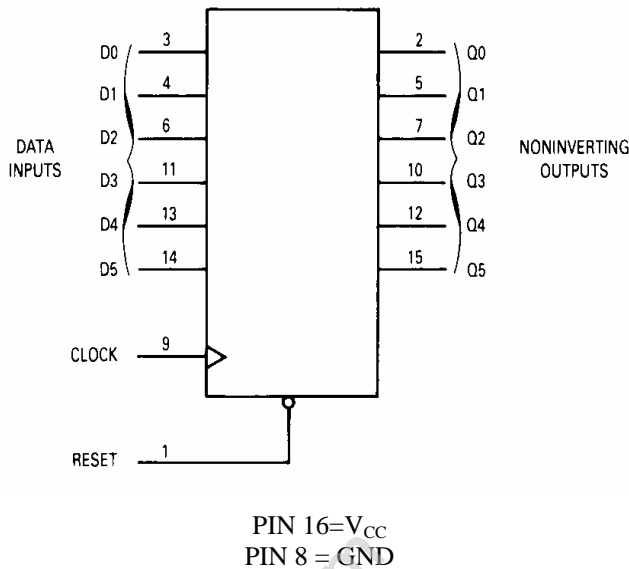 D0 3 2 Q0
D1 4 5 Q1
D2 6 7 Q2
DATA INPUTS
NONINVERTING OUTPUTS
D3 11 10 Q3
D4 13 12 Q4
D5 14 15 Q5
CLOCK 9
RESET 1
PIN 16=VCC
PIN 8 = GND